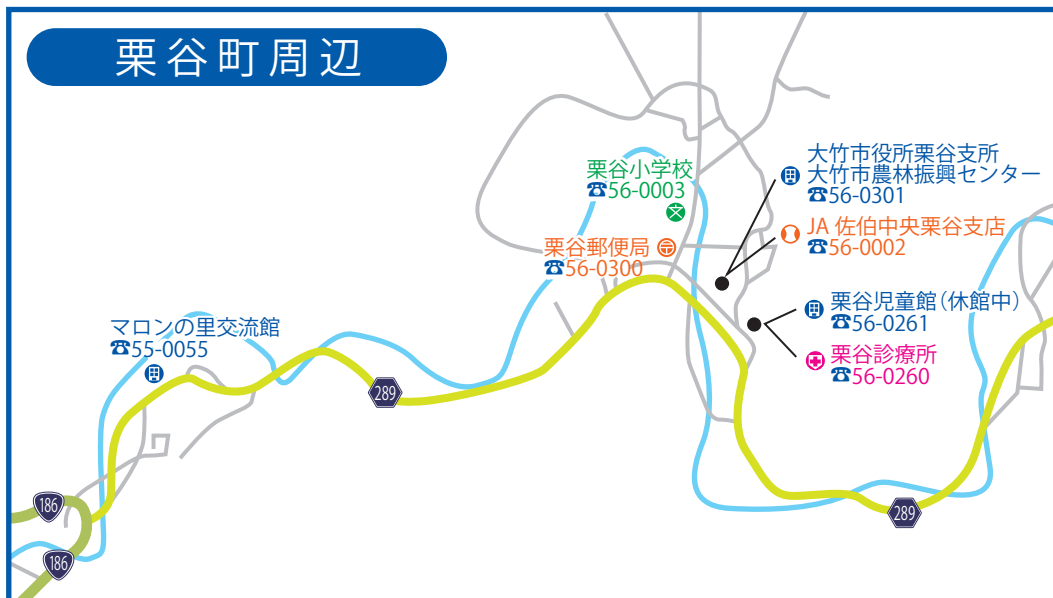 栗谷町周辺
栗谷小学校
☎56-0003
大竹市役所栗谷支所
大竹市農林振興センター
☎56-0301
JA 佐伯中央栗谷支店
☎56-0002
栗谷郵便局
☎56-0300
栗谷児童館(休館中)
☎56-0261
栗谷診療所
☎56-0260
マロンの里交流館
☎55-0055
289
186
186
289